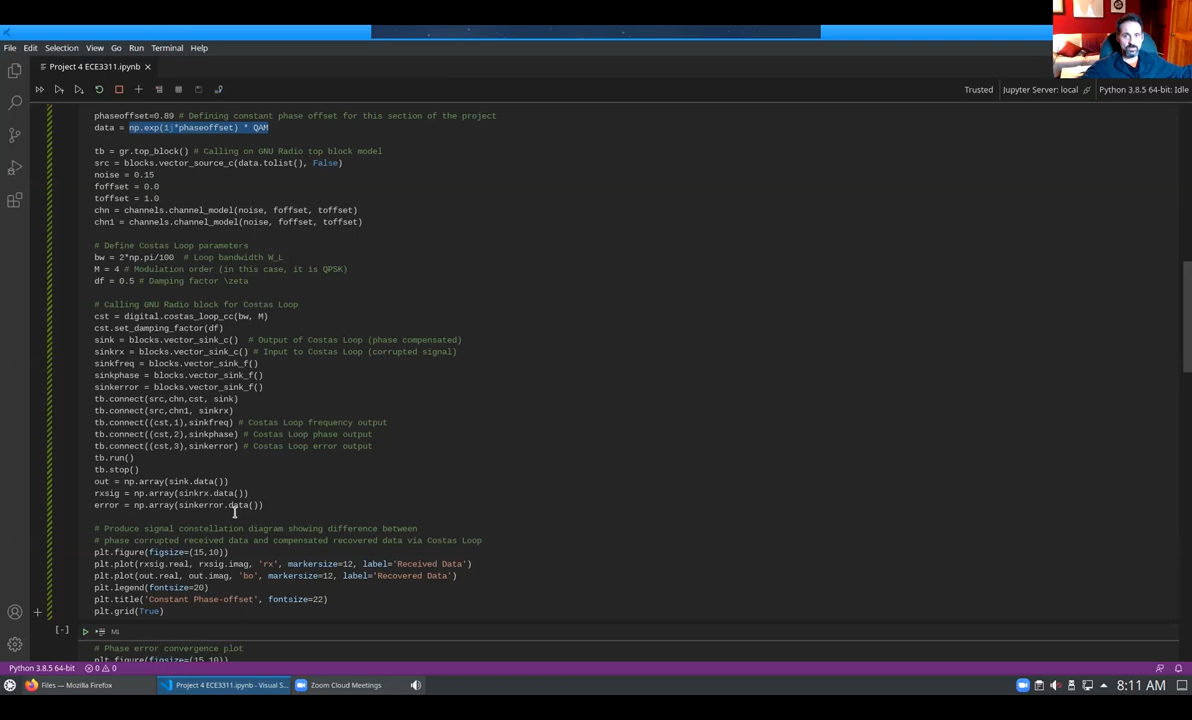 File Edit Selection View Go Run Terminal Help
Project 4 ECE3311.ipynb
Trusted Jupyter Server: local Python 3.8.5 64-bit: Idle
phaseoffset=0.89 # Defining constant phase offset for this section of the project
data = np.exp(1j*phaseoffset) * QAM
tb = gr.top_block() # Calling on GNU Radio top block model
src = blocks.vector_source_c(data.tolist(), False)
noise = 0.15
foffset = 0.0
toffset = 1.0
chn = channels.channel_model(noise, foffset, toffset)
chn1 = channels.channel_model(noise, foffset, toffset)
# Define Costas Loop parameters
bw = 2*np.pi/100 # Loop bandwidth W_L
M = 4 # Modulation order (in this case, it is QPSK)
df = 0.5 # Damping factor \zeta
# Calling GNU Radio block for Costas Loop
cst = digital.costas_loop_cc(bw, M)
cst.set_damping_factor(df)
sink = blocks.vector_sink_c() # Output of Costas Loop (phase compensated)
sinkrx = blocks.vector_sink_c() # Input to Costas Loop (corrupted signal)
sinkfreq = blocks.vector_sink_f()
sinkphase = blocks.vector_sink_f()
sinkerror = blocks.vector_sink_f()
tb.connect(src,chn,cst, sink)
tb.connect(src,chn1, sinkrx)
tb.connect((cst,1),sinkfreq) # Costas Loop frequency output
tb.connect((cst,2),sinkphase) # Costas Loop phase output
tb.connect((cst,3),sinkerror) # Costas Loop error output
tb.run()
tb.stop()
out = np.array(sink.data())
rxsig = np.array(sinkrx.data())
error = np.array(sinkerror.data())
# Produce signal constellation diagram showing difference between
# phase corrupted received data and compensated recovered data via Costas Loop
plt.figure(figsize=(15,10))
plt.plot(rxsig.real, rxsig.imag, 'rx', markersize=12, label='Received Data')
plt.plot(out.real, out.imag, 'bo', markersize=12, label='Recovered Data')
plt.legend(fontsize=20)
plt.title('Constant Phase-offset', fontsize=22)
plt.grid(True)
[-] M↓
# Phase error convergence plot
plt.figure(figsize=(15,10))
Python 3.8.5 64-bit 0 0
Files — Mozilla Firefox Project 4 ECE3311.ipynb - Visual S... Zoom Cloud Meetings 8:11 AM